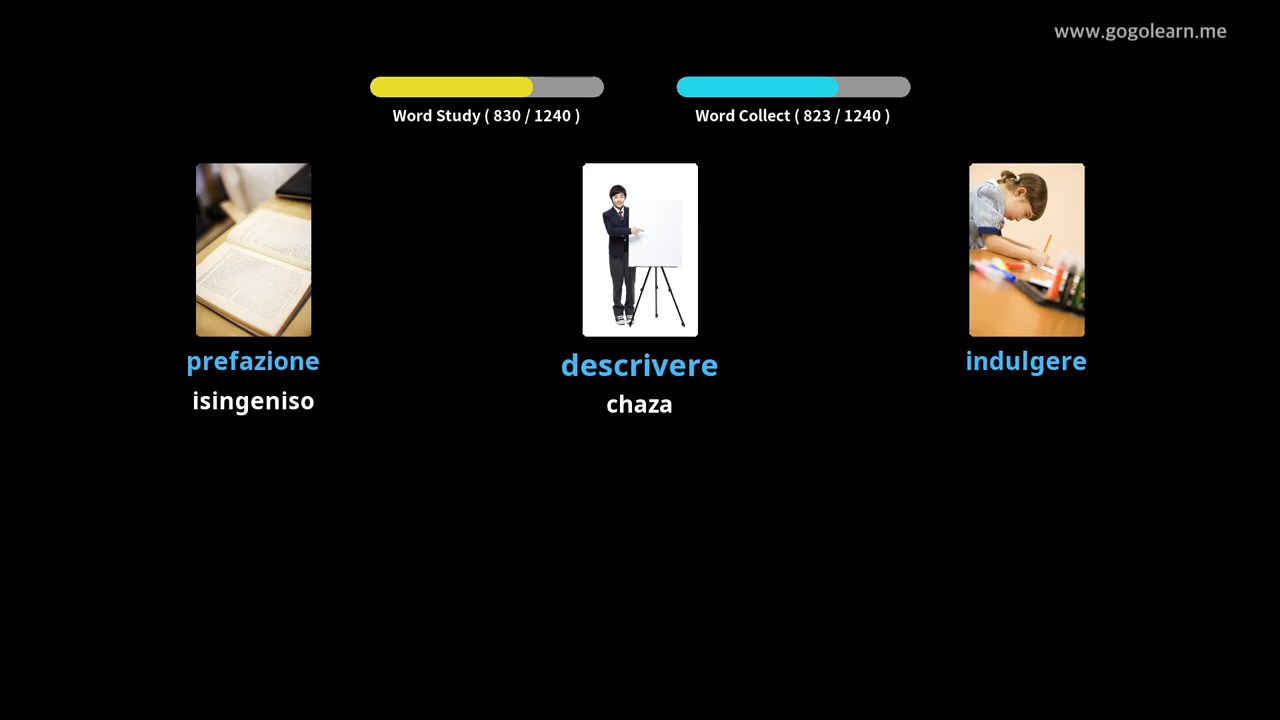 www.gogolearn.me
Word Study ( 830 / 1240 )
Word Collect ( 823 / 1240 )
prefazione
isingeniso
descrivere
chaza
indulgere